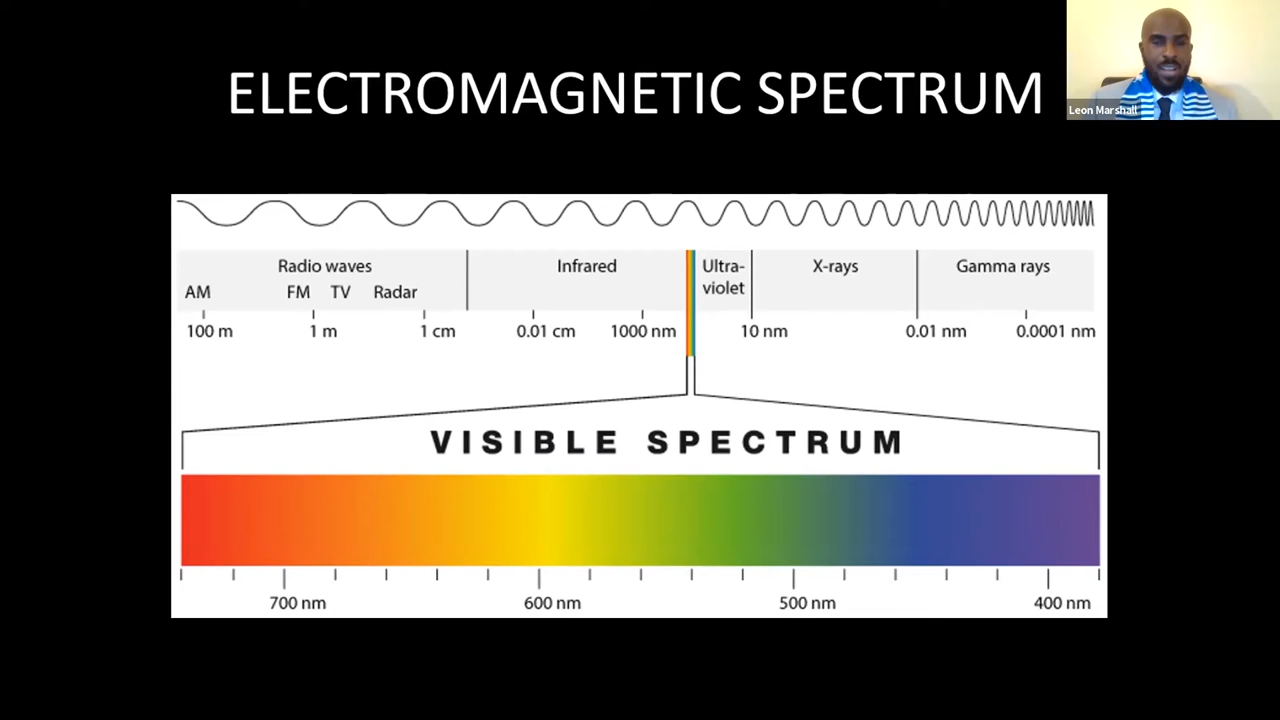 ELECTROMAGNETIC SPECTRUM
Leon Marshall
Radio waves Infrared Ultra- X-rays Gamma rays
violet
AM FM TV Radar
100 m 1 m 1 cm 0.01 cm 1000 nm 10 nm 0.01 nm 0.0001 nm
VISIBLE SPECTRUM
700 nm 600 nm 500 nm 400 nm